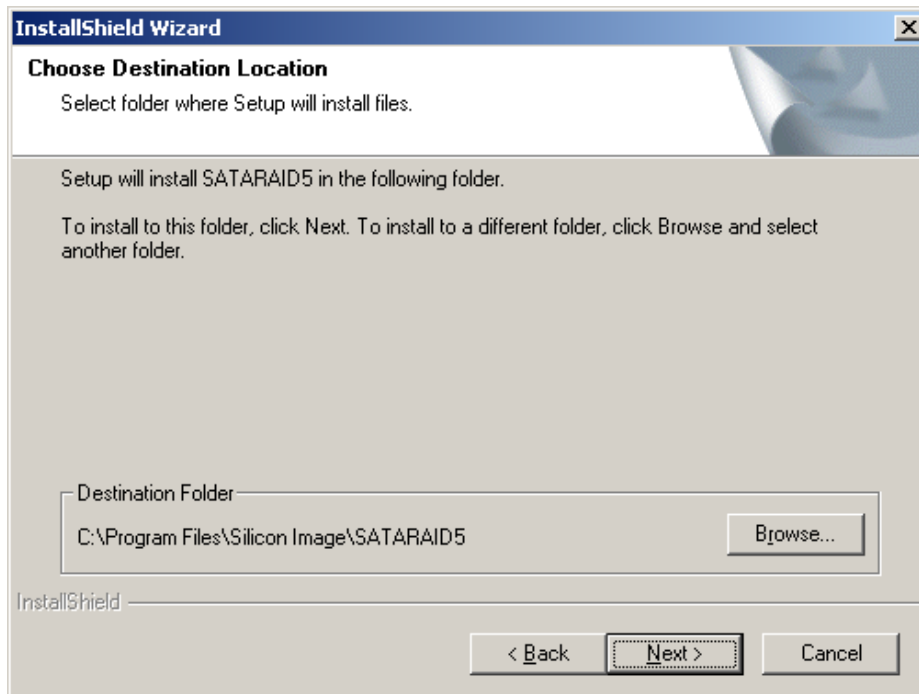 InstallShield Wizard
Choose Destination Location
Select folder where Setup will install files.
Setup will install SATARAID5 in the following folder.
To install to this folder, click Next. To install to a different folder, click Browse and select
another folder.
Destination Folder
C:\Program Files\Silicon Image\SATARAID5
Browse...
InstallShield
< Back
Next >
Cancel